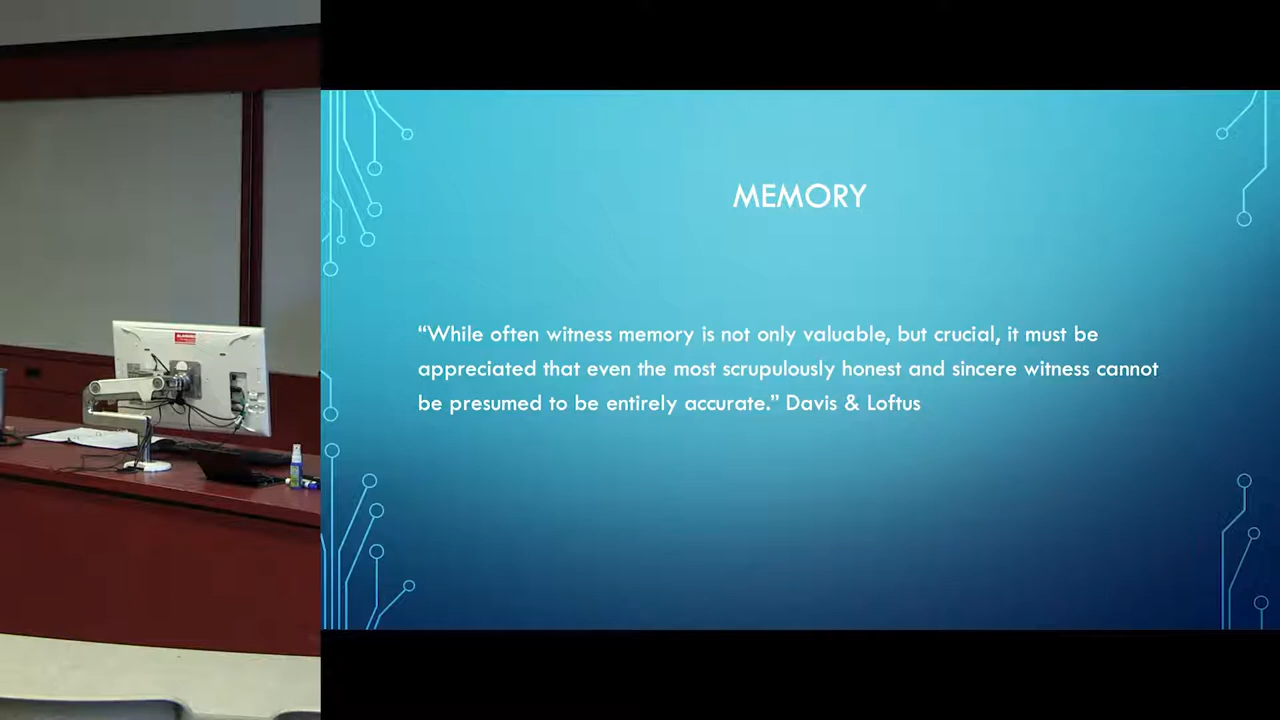 MEMORY
“While often witness memory is not only valuable, but crucial, it must be
appreciated that even the most scrupulously honest and sincere witness cannot
be presumed to be entirely accurate.” Davis & Loftus